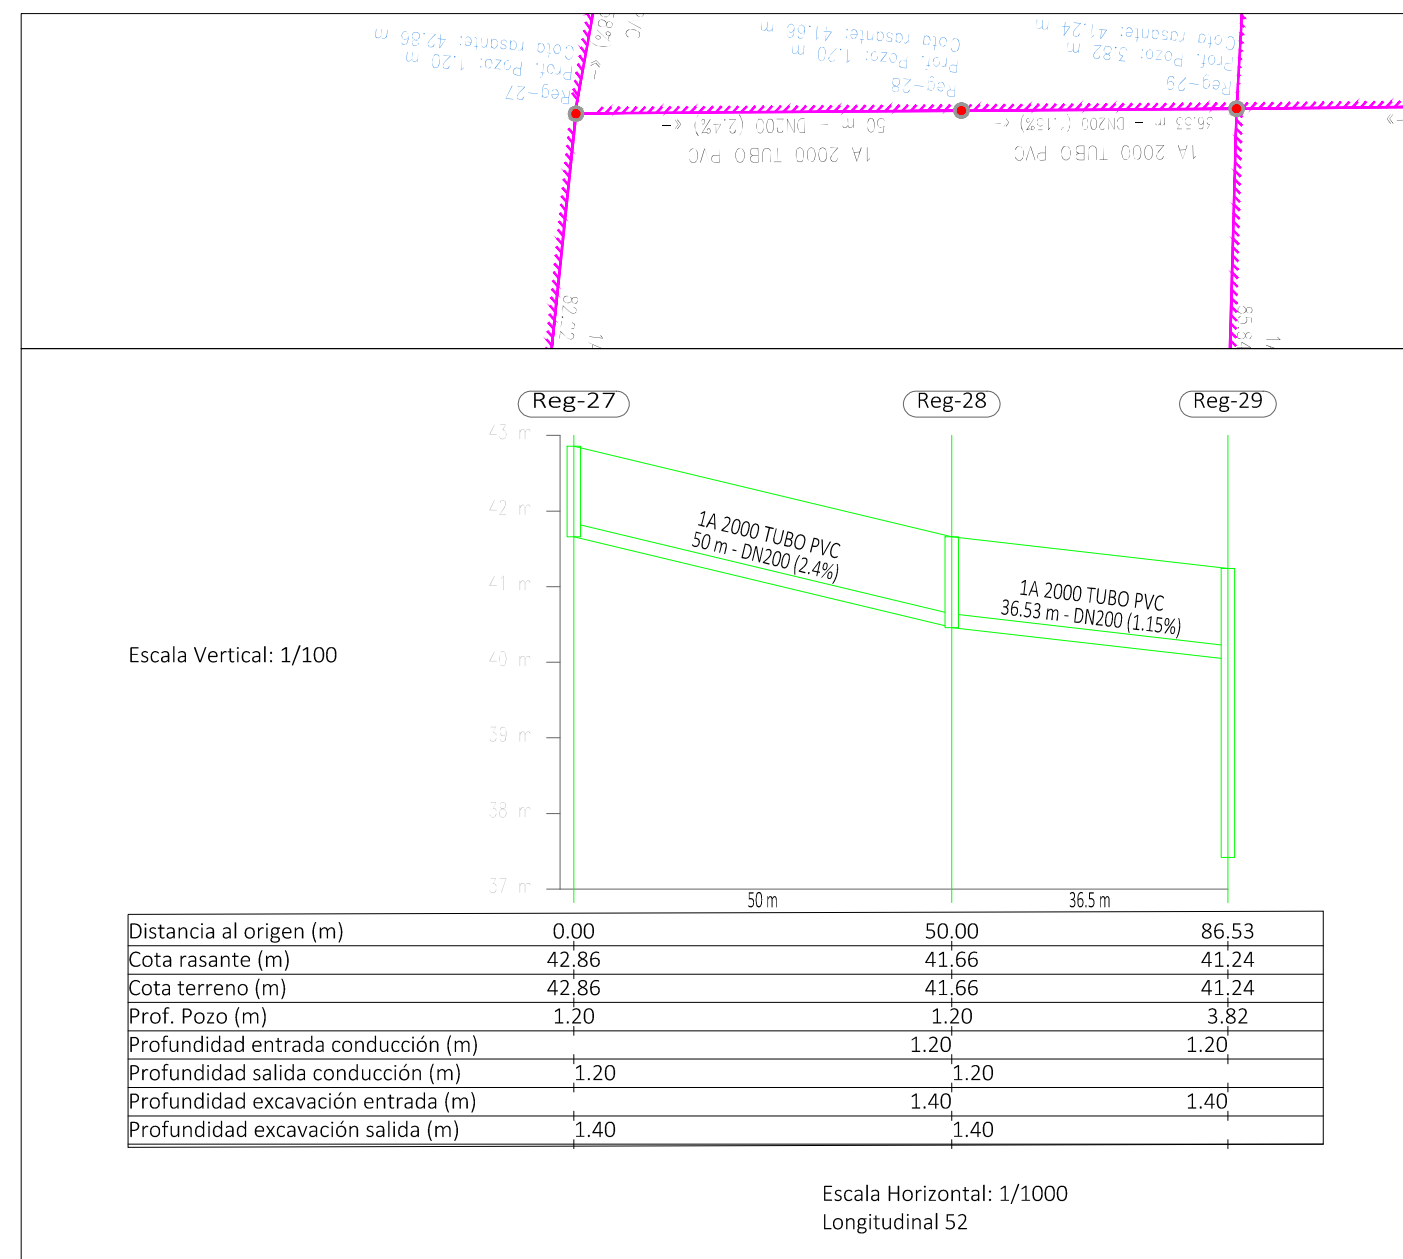 Reg-27
Prof. Pozo: 1.20 m
Cota rasante: 42.86 m
Reg-28
Prof. Pozo: 1.70 m
Cota rasante: 41.66 m
Reg-29
Prof. Pozo: 3.82 m
Cota rasante: 41.24 m
50 m - DN200 (2.4%)
1A 2000 TUBO PVC
36.53 m - DN200 (1.15%)
1A 2000 TUBO PVC
Reg-27
Reg-28
Reg-29
43 m
42 m
41 m
40 m
39 m
38 m
37 m
1A 2000 TUBO PVC
50 m - DN200 (2.4%)
1A 2000 TUBO PVC
36.53 m - DN200 (1.15%)
Escala Vertical: 1/100
50 m
36.5 m
Distancia al origen (m) 0.00 50.00 86.53
Cota rasante (m) 42.86 41.66 41.24
Cota terreno (m) 42.86 41.66 41.24
Prof. Pozo (m) 1.20 1.20 3.82
Profundidad entrada conducción (m) 1.20 1.20
Profundidad salida conducción (m) 1.20 1.20
Profundidad excavación entrada (m) 1.40 1.40
Profundidad excavación salida (m) 1.40 1.40
Escala Horizontal: 1/1000
Longitudinal 52